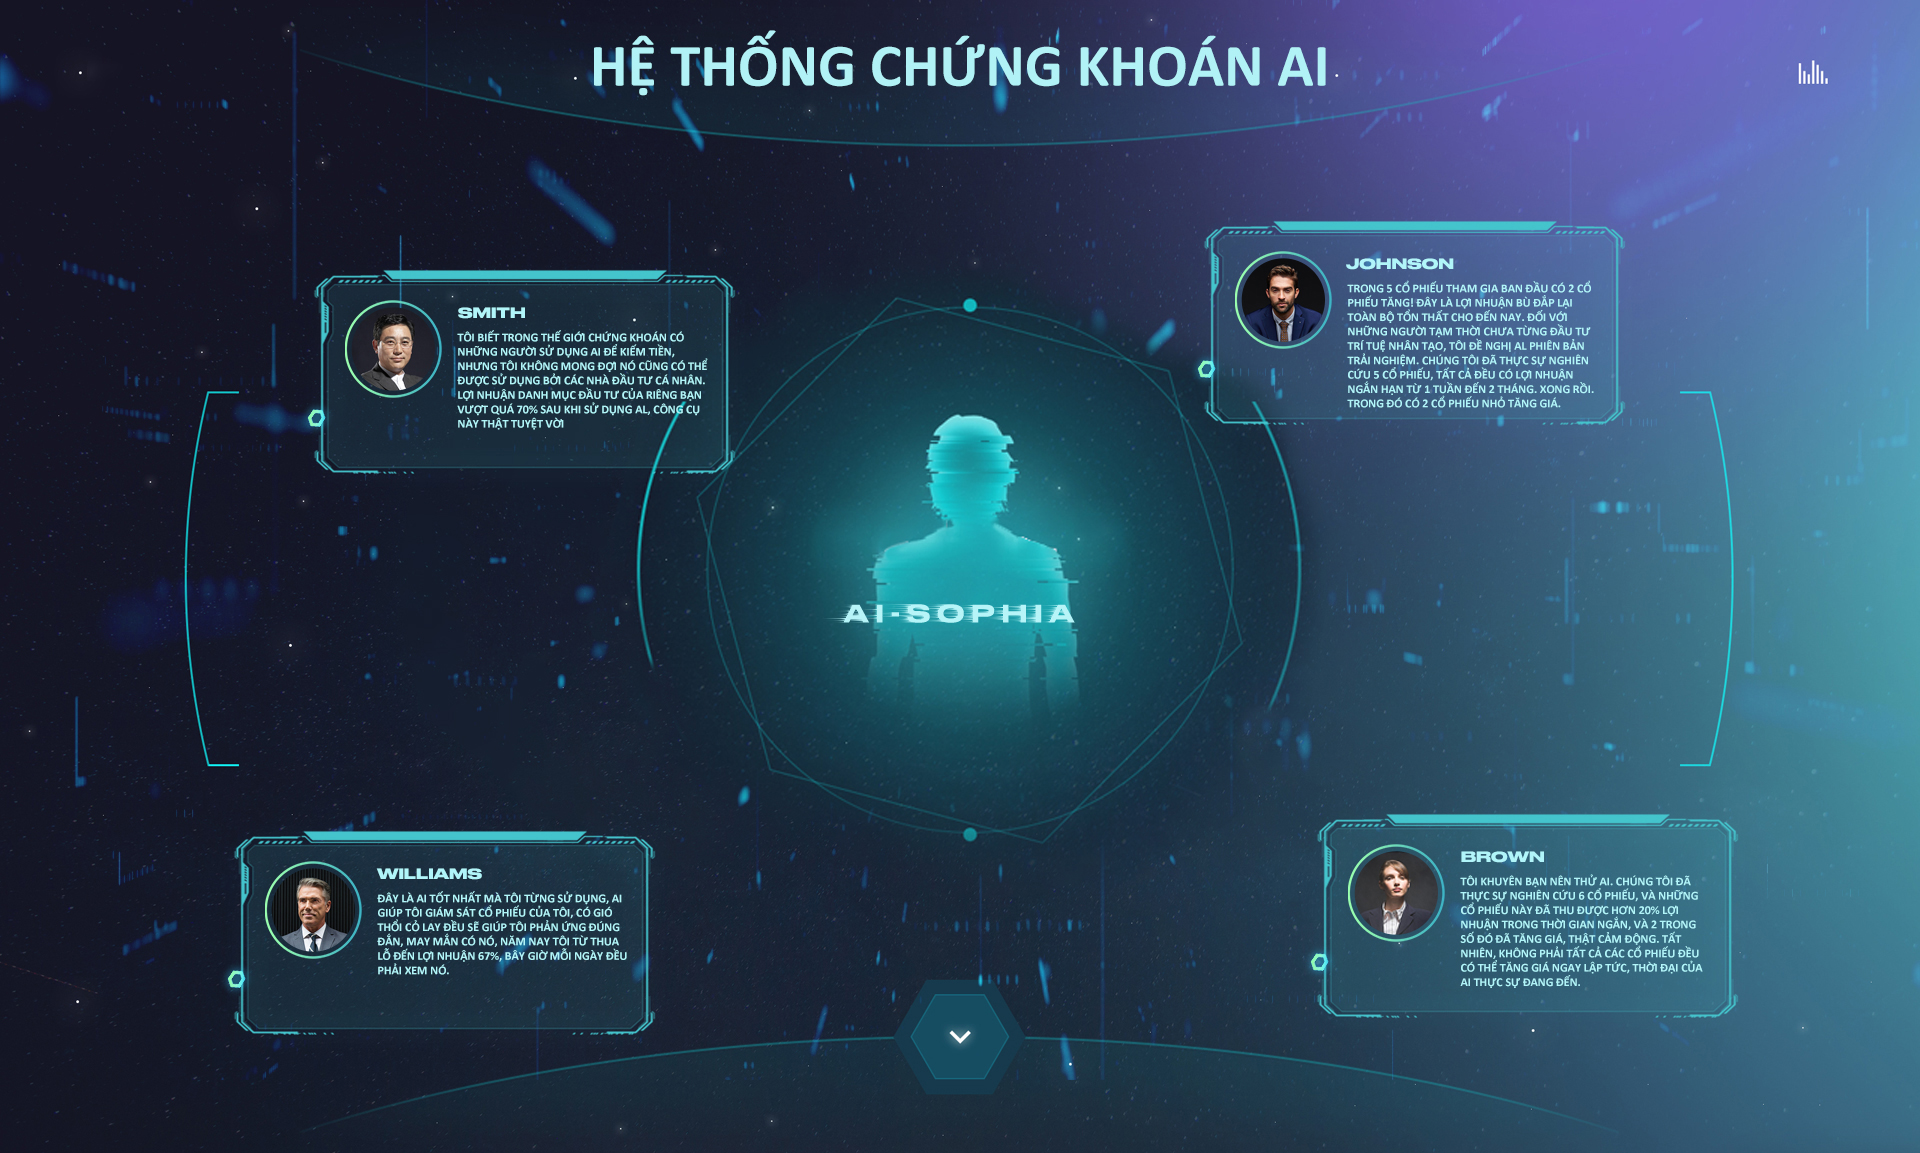 HỆ THỐNG CHỨNG KHOÁN AI
SMITH
TÔI BIẾT TRONG THẾ GIỚI CHỨNG KHOÁN CÓ
NHỮNG NGƯỜI SỬ DỤNG AI ĐỂ KIẾM TIỀN,
NHƯNG TÔI KHÔNG MONG ĐỢI NÓ CŨNG CÓ THỂ
ĐƯỢC SỬ DỤNG BỞI CÁC NHÀ ĐẦU TƯ CÁ NHÂN.
LỢI NHUẬN DANH MỤC ĐẦU TƯ CỦA RIÊNG BẠN
VƯỢT QUÁ 70% SAU KHI SỬ DỤNG AL, CÔNG CỤ
NÀY THẬT TUYỆT VỜI
JOHNSON
TRONG 5 CỔ PHIẾU THAM GIA BAN ĐẦU CÓ 2 CỔ
PHIẾU TĂNG! ĐÂY LÀ LỢI NHUẬN BÙ ĐẮP LẠI
TOÀN BỘ TỔN THẤT CHO ĐẾN NAY. ĐỐI VỚI
NHỮNG NGƯỜI TẠM THỜI CHƯA TỪNG ĐẦU TƯ
TRÍ TUỆ NHÂN TẠO, TÔI ĐỀ NGHỊ AL PHIÊN BẢN
TRẢI NGHIỆM. CHÚNG TÔI ĐÃ THỰC SỰ NGHIÊN
CỨU 5 CỔ PHIẾU, TẤT CẢ ĐỀU CÓ LỢI NHUẬN
NGẮN HẠN TỪ 1 TUẦN ĐẾN 2 THÁNG. XONG RỒI.
TRONG ĐÓ CÓ 2 CỔ PHIẾU NHỎ TĂNG GIÁ.
AI-SOPHIA
WILLIAMS
ĐÂY LÀ AI TỐT NHẤT MÀ TÔI TỪNG SỬ DỤNG, AI
GIÚP TÔI GIÁM SÁT CỔ PHIẾU CỦA TÔI, CÓ GIÓ
THỔI CỎ LAY ĐỀU SẼ GIÚP TÔI PHẢN ỨNG ĐÚNG
ĐẮN, MAY MẮN CÓ NÓ, NĂM NAY TÔI TỪ THUA
LỖ ĐẾN LỢI NHUẬN 67%, BÂY GIỜ MỖI NGÀY ĐỀU
PHẢI XEM NÓ.
BROWN
TÔI KHUYÊN BẠN NÊN THỬ AI. CHÚNG TÔI ĐÃ
THỰC SỰ NGHIÊN CỨU 6 CỔ PHIẾU, VÀ NHỮNG
CỔ PHIẾU NÀY ĐÃ THU ĐƯỢC HƠN 20% LỢI
NHUẬN TRONG THỜI GIAN NGẮN, VÀ 2 TRONG
SỐ ĐÓ ĐÃ TĂNG GIÁ, THẬT CẢM ĐỘNG. TẤT
NHIÊN, KHÔNG PHẢI TẤT CẢ CÁC CỔ PHIẾU ĐỀU
CÓ THỂ TĂNG GIÁ NGAY LẬP TỨC, THỜI ĐẠI CỦA
AI THỰC SỰ ĐANG ĐẾN.